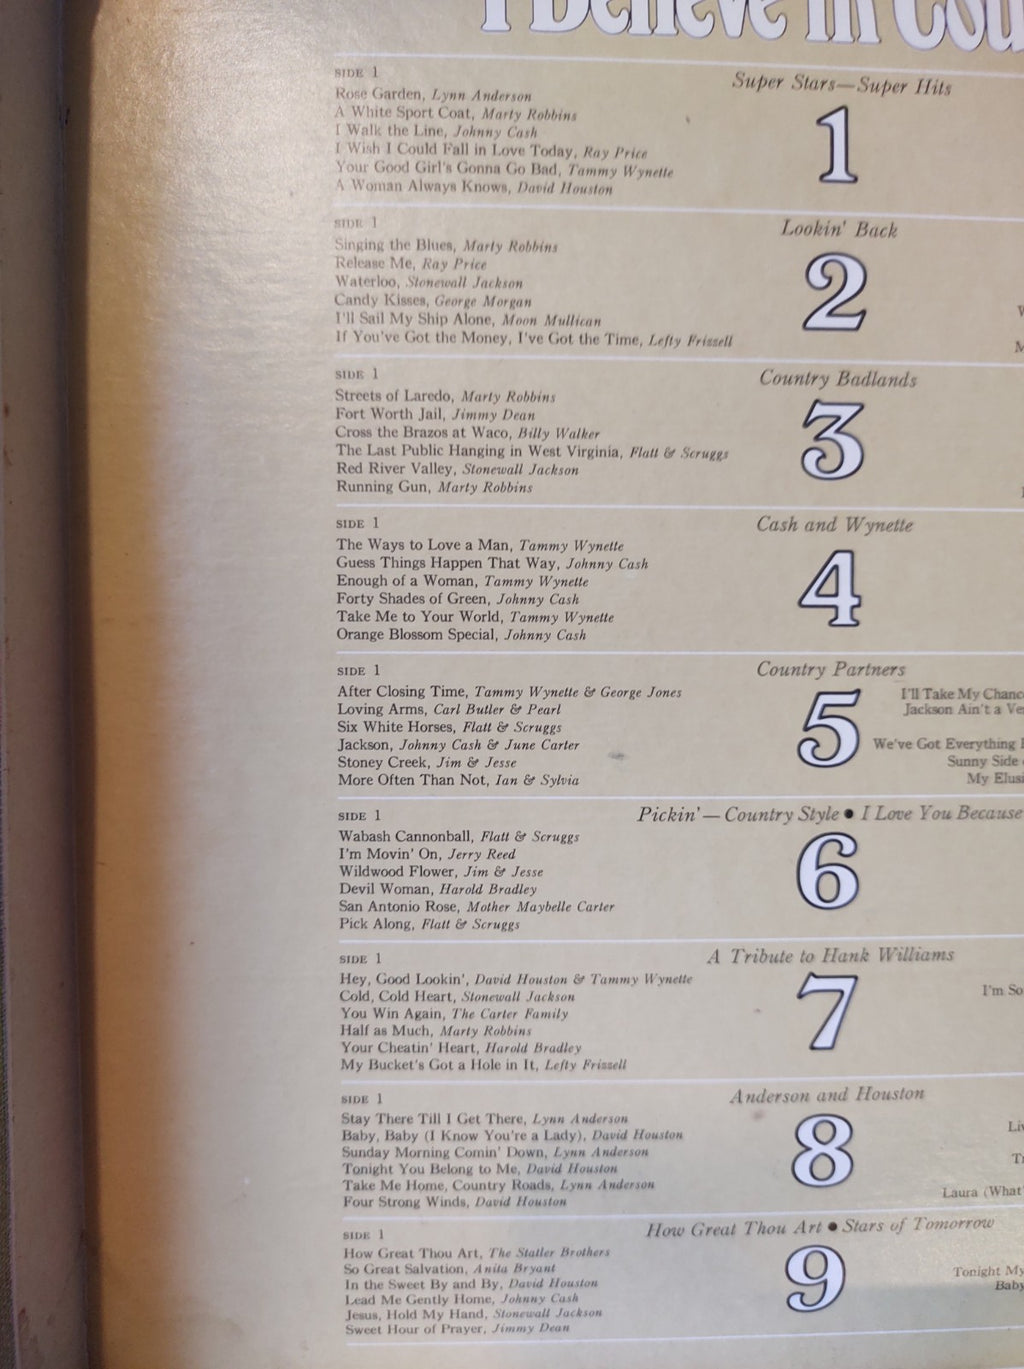 I Believe in
SIDE 1
Super Stars—Super Hits
1
Rose Garden, Lynn Anderson
A White Sport Coat, Marty Robbins
I Walk the Line, Johnny Cash
I Wish I Could Fall in Love Today, Ray Price
Your Good Girl's Gonna Go Bad, Tammy Wynette
A Woman Always Knows, David Houston
SIDE 1
Lookin' Back
2
Singing the Blues, Marty Robbins
Release Me, Ray Price
Waterloo, Stonewall Jackson
Candy Kisses, George Morgan
I'll Sail My Ship Alone, Moon Mullican
If You've Got the Money, I've Got the Time, Lefty Frizzell
SIDE 1
Country Badlands
3
Streets of Laredo, Marty Robbins
Fort Worth Jail, Jimmy Dean
Cross the Brazos at Waco, Billy Walker
The Last Public Hanging in West Virginia, Flatt & Scruggs
Red River Valley, Stonewall Jackson
Running Gun, Marty Robbins
SIDE 1
Cash and Wynette
4
The Ways to Love a Man, Tammy Wynette
Guess Things Happen That Way, Johnny Cash
Enough of a Woman, Tammy Wynette
Forty Shades of Green, Johnny Cash
Take Me to Your World, Tammy Wynette
Orange Blossom Special, Johnny Cash
SIDE 1
Country Partners
5
After Closing Time, Tammy Wynette & George Jones
Loving Arms, Carl Butler & Pearl
Six White Horses, Flatt & Scruggs
Jackson, Johnny Cash & June Carter
Stoney Creek, Jim & Jesse
More Often Than Not, Ian & Sylvia
I'll Take My
Jackson Ain't a
We've Got Everything
Sunny Side
My
SIDE 1
Pickin'—Country Style • I Love You Because
6
Wabash Cannonball, Flatt & Scruggs
I'm Movin' On, Jerry Reed
Wildwood Flower, Jim & Jesse
Devil Woman, Harold Bradley
San Antonio Rose, Mother Maybelle Carter
Pick Along, Flatt & Scruggs
SIDE 1
A Tribute to Hank Williams
7
Hey, Good Lookin', David Houston & Tammy Wynette
Cold, Cold Heart, Stonewall Jackson
You Win Again, The Carter Family
Half as Much, Marty Robbins
Your Cheatin' Heart, Harold Bradley
My Bucket's Got a Hole in It, Lefty Frizzell
I'm So
SIDE 1
Anderson and Houston
8
Stay There Till I Get There, Lynn Anderson
Baby, Baby (I Know You're a Lady), David Houston
Sunday Morning Comin' Down, Lynn Anderson
Tonight You Belong to Me, David Houston
Take Me Home, Country Roads, Lynn Anderson
Four Strong Winds, David Houston
Laura (What
SIDE 1
How Great Thou Art • Stars of Tomorrow
9
How Great Thou Art, The Statler Brothers
So Great Salvation, Anita Bryant
In the Sweet By and By, David Houston
Lead Me Gently Home, Johnny Cash
Jesus, Hold My Hand, Stonewall Jackson
Sweet Hour of Prayer, Jimmy Dean
Tonight My
Baby